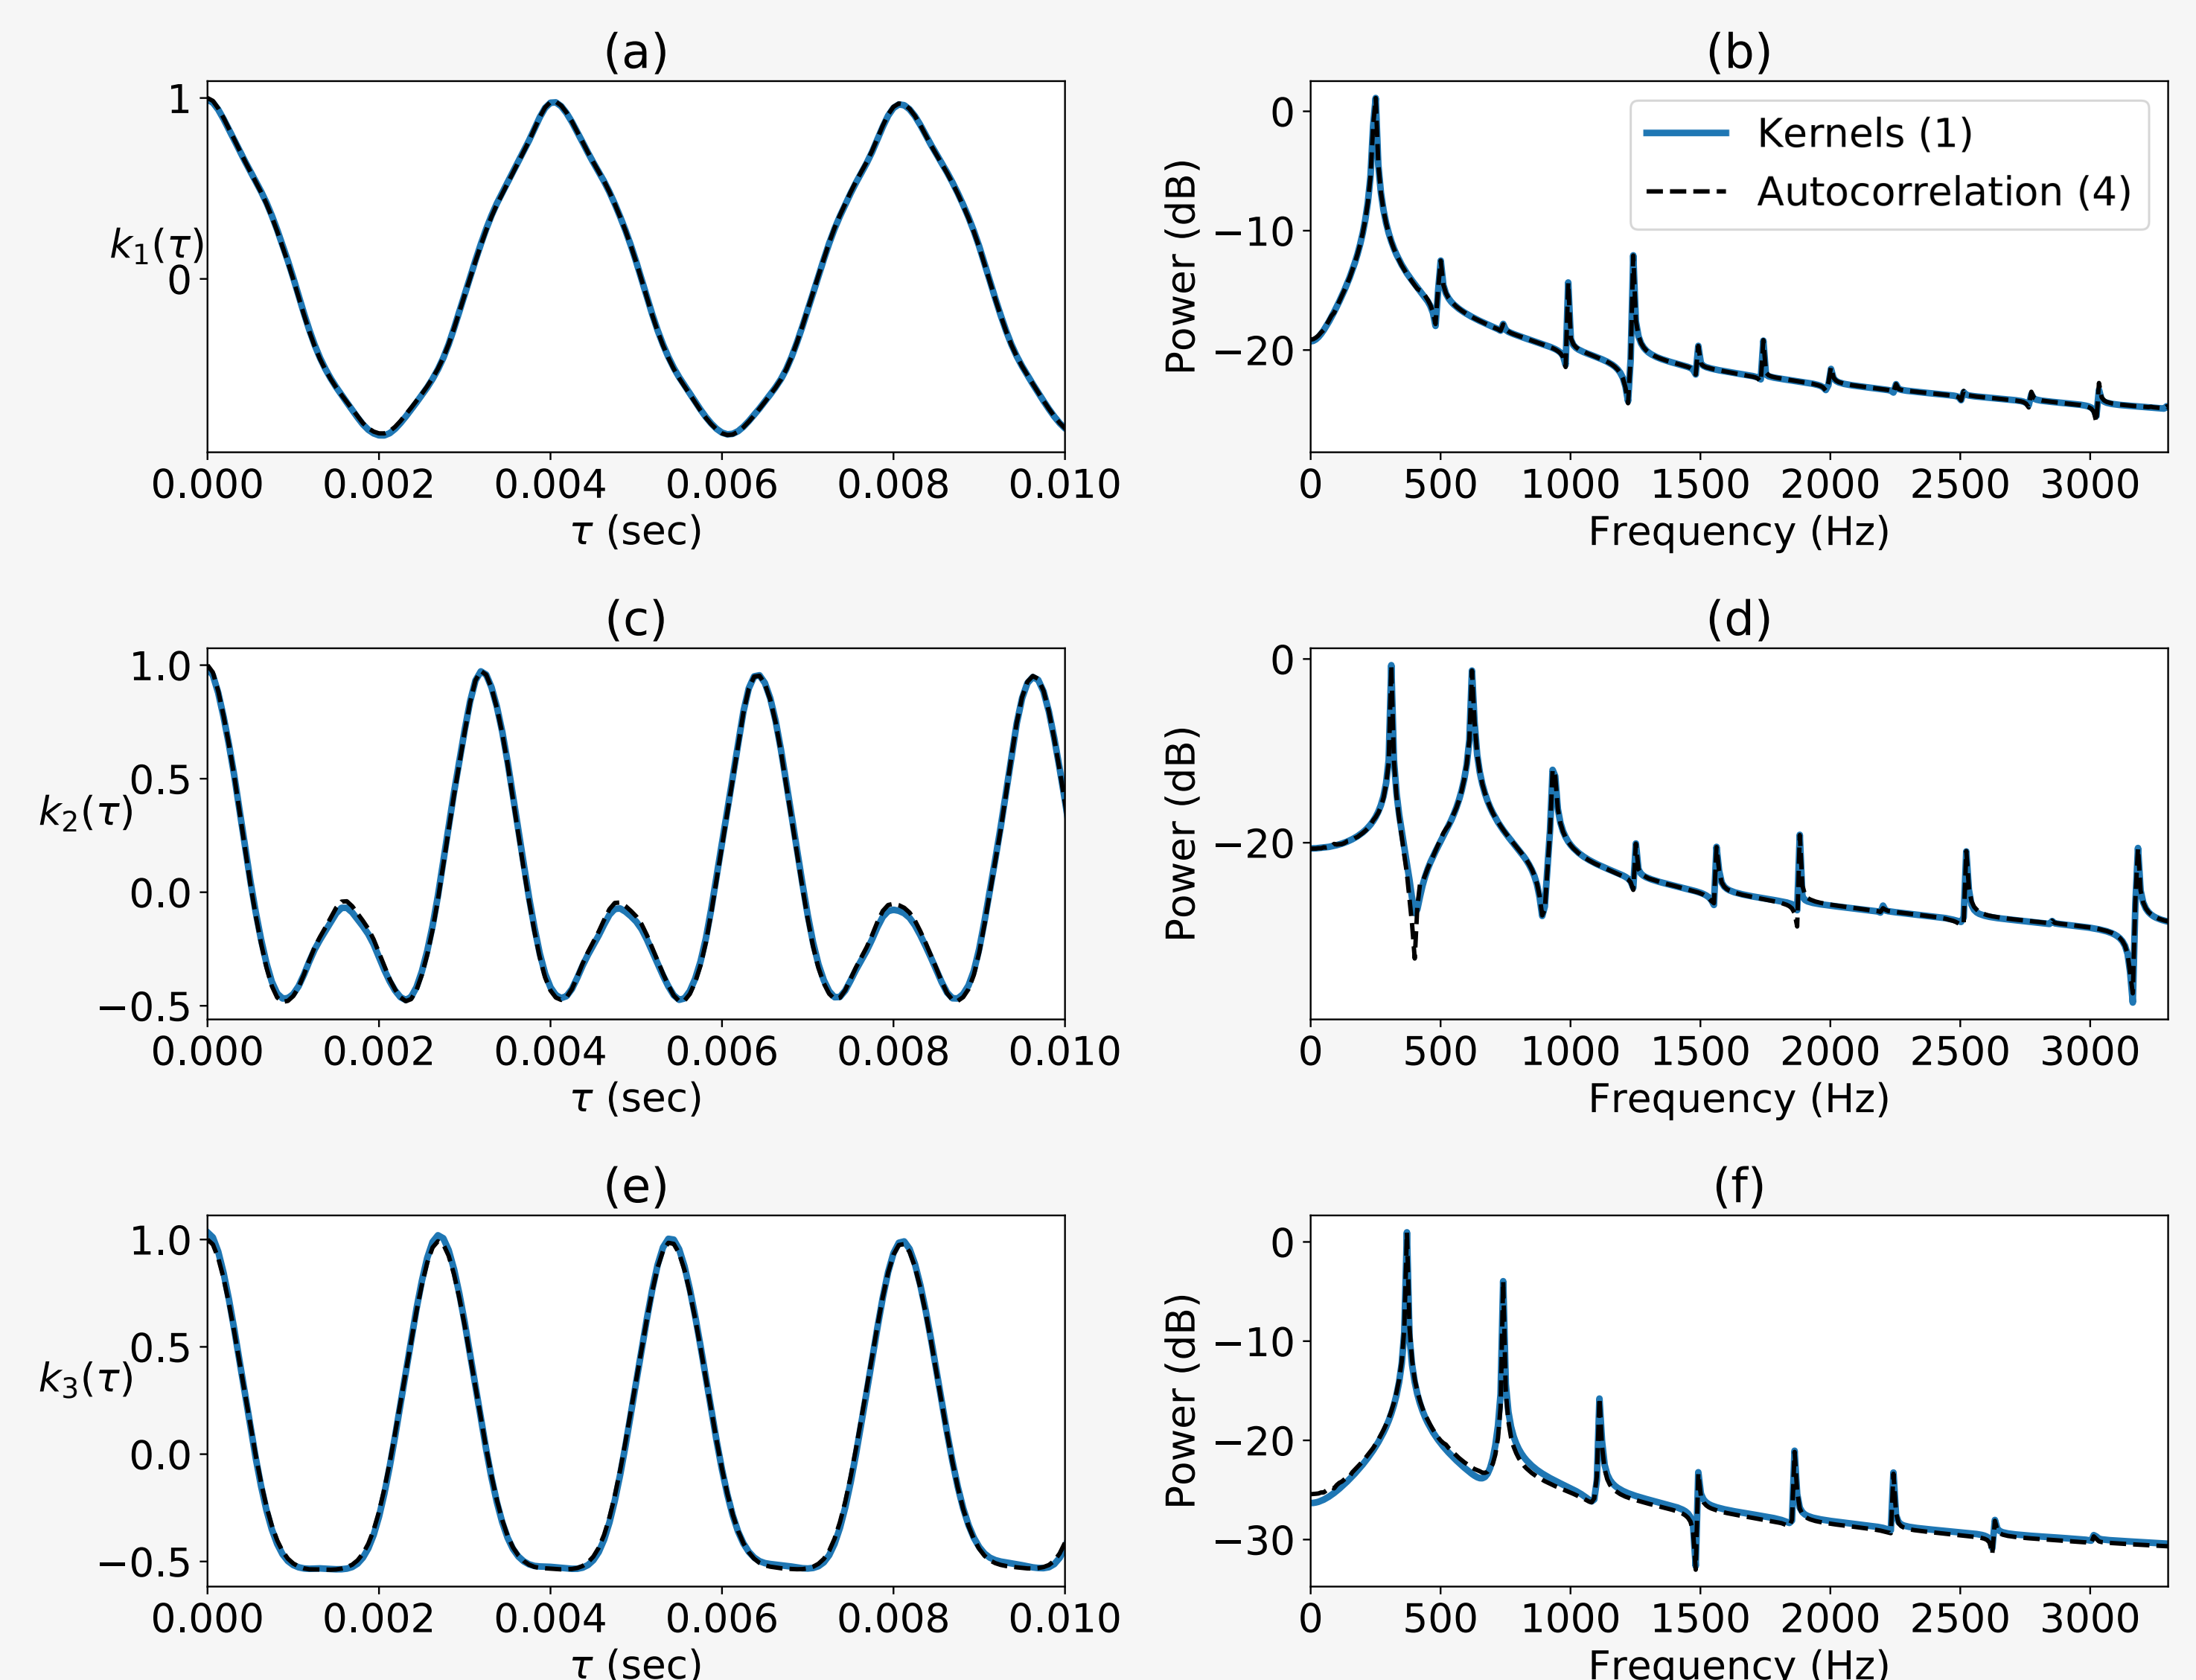 (a)
1
k1(τ)
0
0.000 0.002 0.004 0.006 0.008 0.010
τ (sec)
(b)
0
−10
−20
Power (dB)
Kernels (1)
Autocorrelation (4)
0 500 1000 1500 2000 2500 3000
Frequency (Hz)
(c)
1.0
0.5
k2(τ)
0.0
−0.5
0.000 0.002 0.004 0.006 0.008 0.010
τ (sec)
(d)
0
−20
Power (dB)
0 500 1000 1500 2000 2500 3000
Frequency (Hz)
(e)
1.0
0.5
k3(τ)
0.0
−0.5
0.000 0.002 0.004 0.006 0.008 0.010
τ (sec)
(f)
0
−10
−20
−30
Power (dB)
0 500 1000 1500 2000 2500 3000
Frequency (Hz)